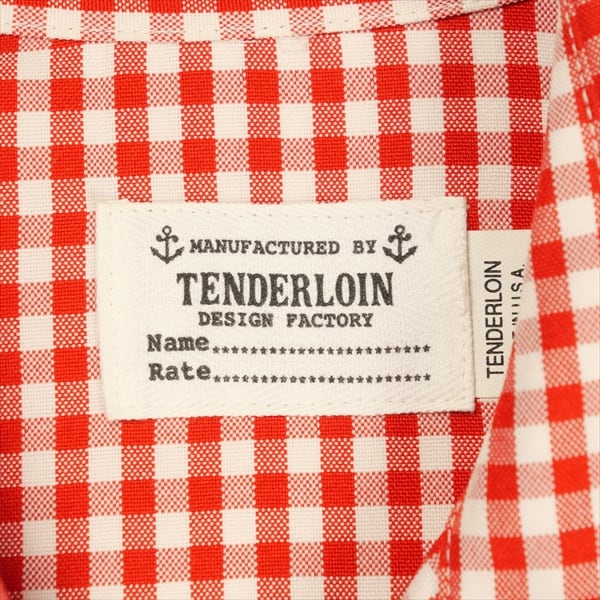 MANUFACTURED BY
TENDERLOIN
DESIGN FACTORY
Name......................
Rate......................
TENDERLOIN
U.S.A.